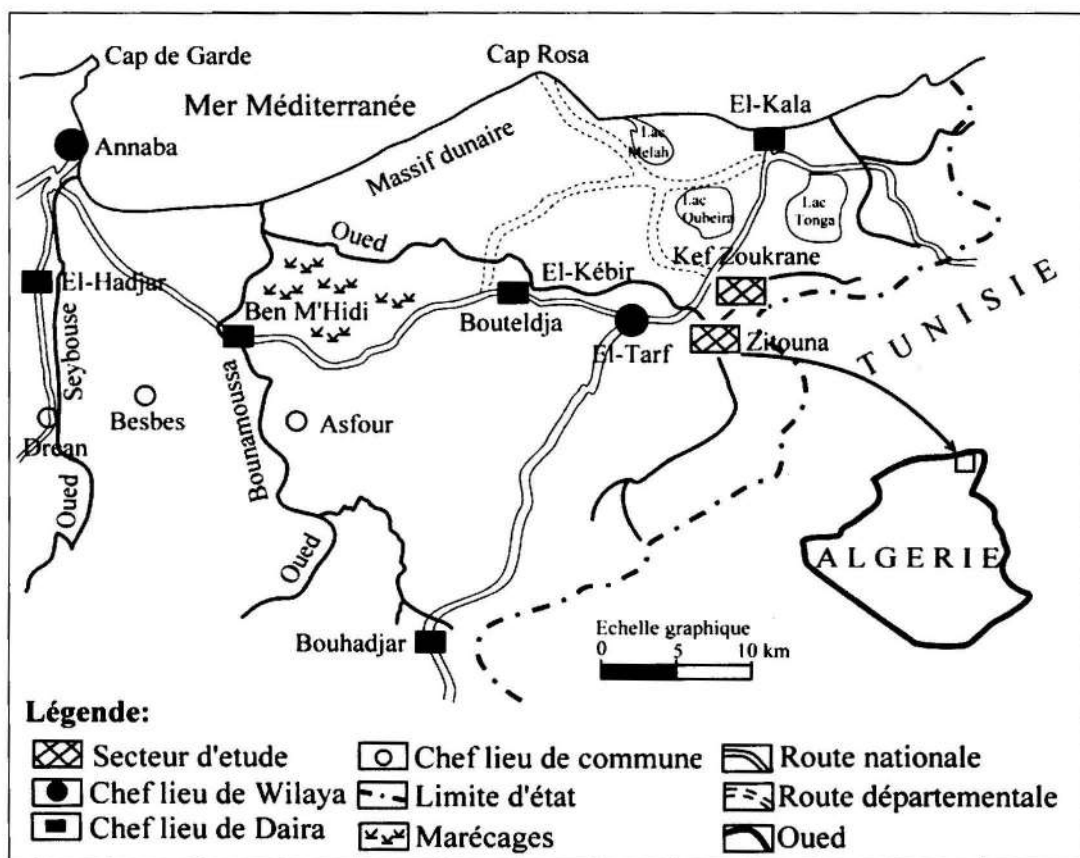 Cap de Garde
Cap Rosa
Mer Méditerranée
El-Kala
Annaba
Massif dunaire
Lac
Melah
Lac
Oubeira
Lac
Tonga
Oued
El-Kébir
Kef Zoukrane
El-Hadjar
Ben M'Hidi
Bouteldja
El-Tarf
Zitouna
TUNISIE
Seybouse
Besbes
Bounamoussa
Asfour
Drean
Oued
Oued
ALGERIE
Bouhadjar
Echelle graphique
0 5 10 km
Légende:
Secteur d'etude
Chef lieu de commune
Route nationale
Chef lieu de Wilaya
Limite d'état
Route départementale
Chef lieu de Daira
Marécages
Oued